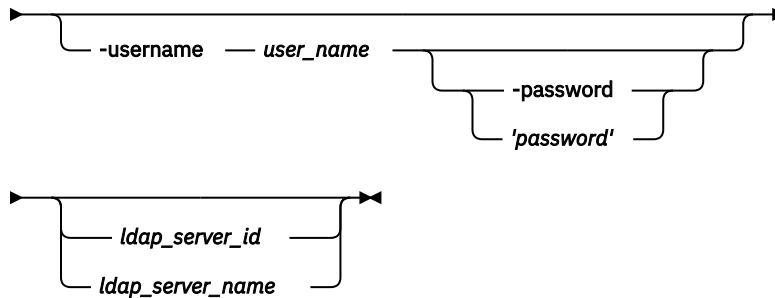 -username user_name
-password
'password'
ldap_server_id
ldap_server_name